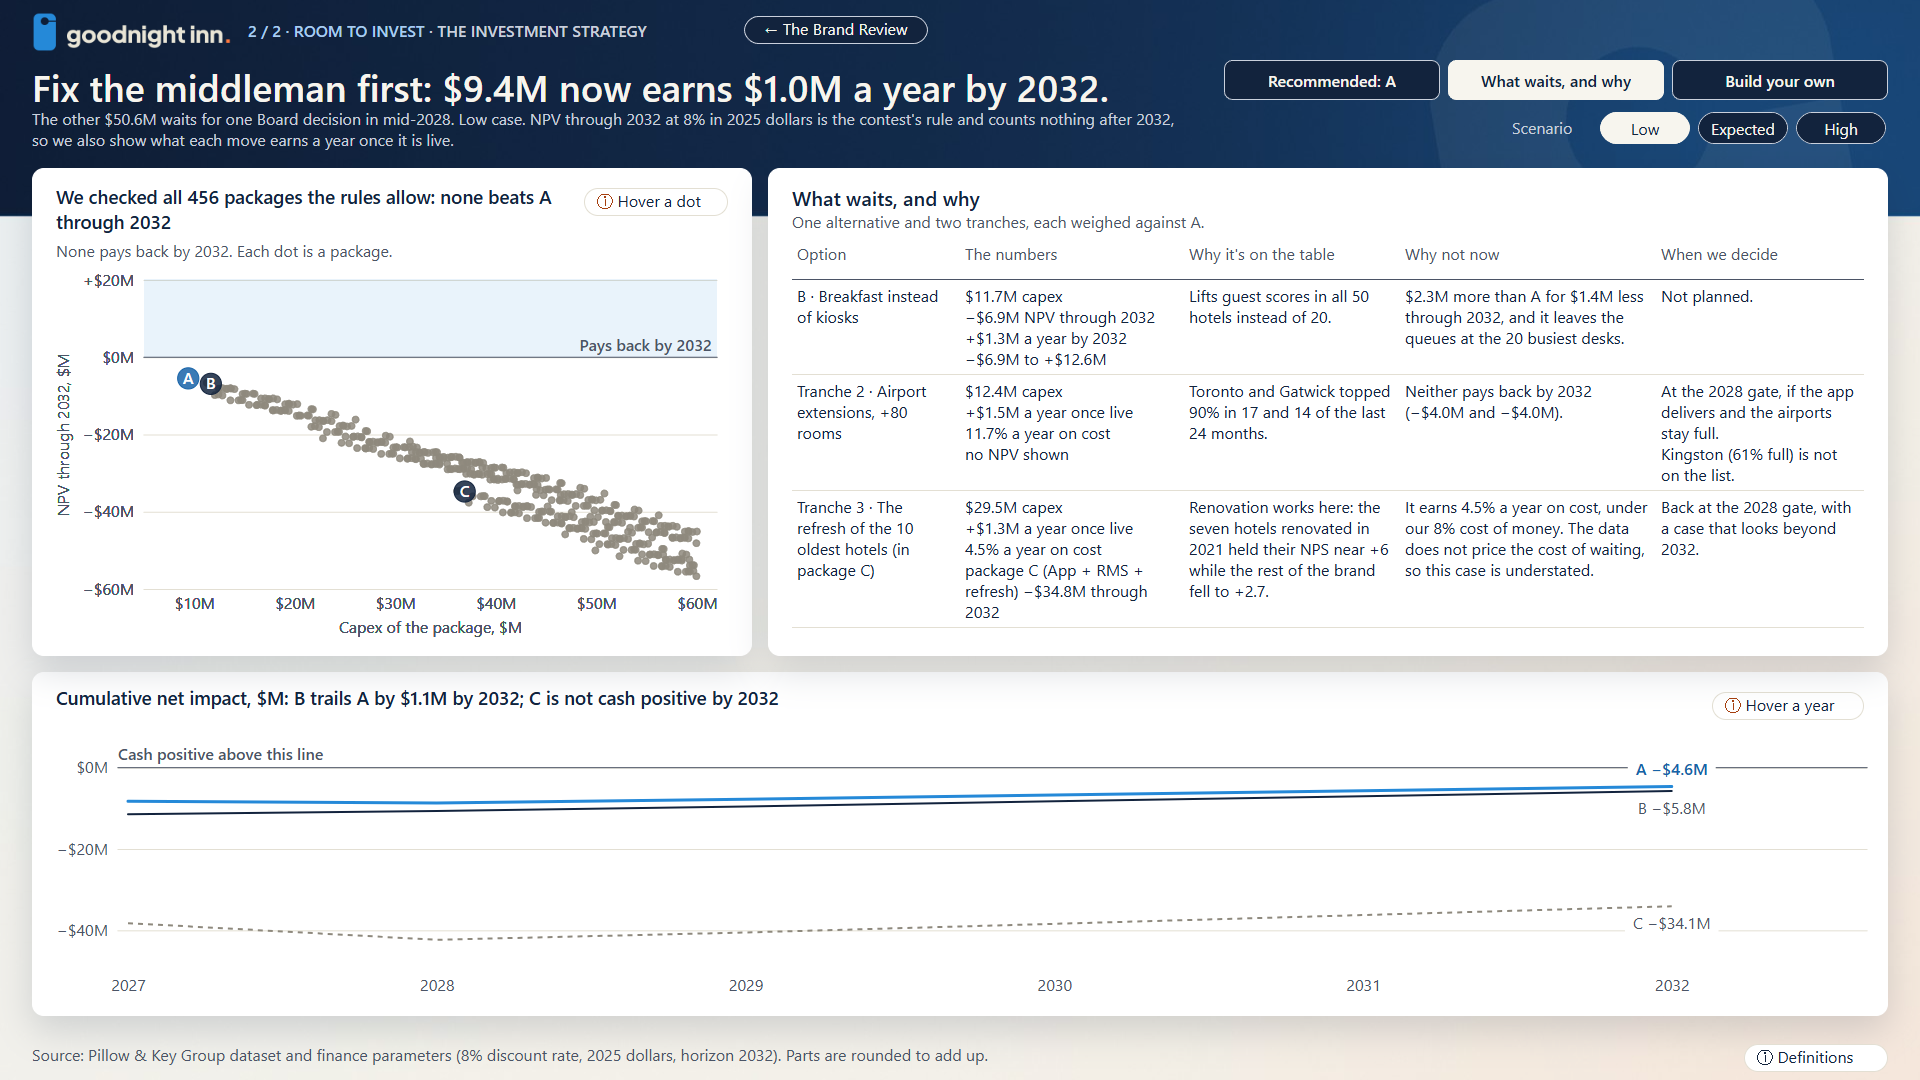 goodnight inn.
2 / 2 · ROOM TO INVEST · THE INVESTMENT STRATEGY
← The Brand Review
Fix the middleman first: $9.4M now earns $1.0M a year by 2032.
The other $50.6M waits for one Board decision in mid-2028. Low case. NPV through 2032 at 8% in 2025 dollars is the contest's rule and counts nothing after 2032,
so we also show what each move earns a year once it is live.
Recommended: A
What waits, and why
Build your own
Scenario
Low
Expected
High
We checked all 456 packages the rules allow: none beats A
through 2032
ⓘ Hover a dot
None pays back by 2032. Each dot is a package.
+$20M
$0M
−$20M
−$40M
−$60M
NPV through 2032, $M
Pays back by 2032
A
B
C
$10M
$20M
$30M
$40M
$50M
$60M
Capex of the package, $M
What waits, and why
One alternative and two tranches, each weighed against A.
Option
The numbers
Why it's on the table
Why not now
When we decide
B · Breakfast instead
of kiosks
$11.7M capex
−$6.9M NPV through 2032
+$1.3M a year by 2032
−$6.9M to +$12.6M
Lifts guest scores in all 50
hotels instead of 20.
$2.3M more than A for $1.4M less
through 2032, and it leaves the
queues at the 20 busiest desks.
Not planned.
Tranche 2 · Airport
extensions, +80
rooms
$12.4M capex
+$1.5M a year once live
11.7% a year on cost
no NPV shown
Toronto and Gatwick topped
90% in 17 and 14 of the last
24 months.
Neither pays back by 2032
(−$4.0M and −$4.0M).
At the 2028 gate, if the app
delivers and the airports
stay full.
Kingston (61% full) is not
on the list.
Tranche 3 · The
refresh of the 10
oldest hotels (in
package C)
$29.5M capex
+$1.3M a year once live
4.5% a year on cost
package C (App + RMS +
refresh) −$34.8M through
2032
Renovation works here: the
seven hotels renovated in
2021 held their NPS near +6
while the rest of the brand
fell to +2.7.
It earns 4.5% a year on cost, under
our 8% cost of money. The data
does not price the cost of waiting,
so this case is understated.
Back at the 2028 gate, with
a case that looks beyond
2032.
Cumulative net impact, $M: B trails A by $1.1M by 2032; C is not cash positive by 2032
ⓘ Hover a year
Cash positive above this line
$0M
−$20M
−$40M
A −$4.6M
B −$5.8M
C −$34.1M
2027
2028
2029
2030
2031
2032
Source: Pillow & Key Group dataset and finance parameters (8% discount rate, 2025 dollars, horizon 2032). Parts are rounded to add up.
ⓘ Definitions